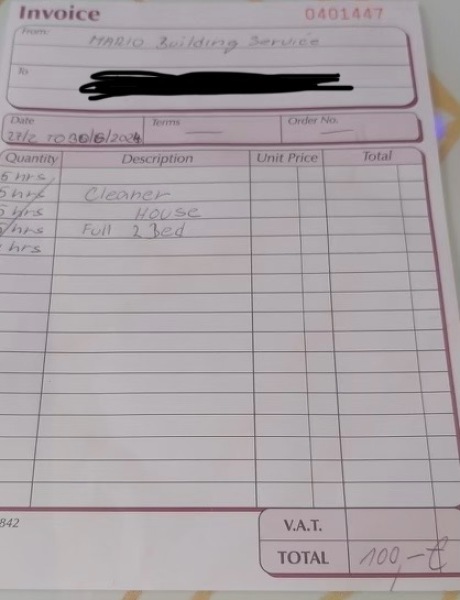 Invoice 0401447
From: MARIO Building Service
To
Date Terms Order No.
27/2 TO 30/6/2024 — —
Quantity Description Unit Price Total
5 hrs
5 hrs Cleaner
5 hrs House
5 hrs Full 2 Bed
hrs
842
V.A.T.
TOTAL 100,-€